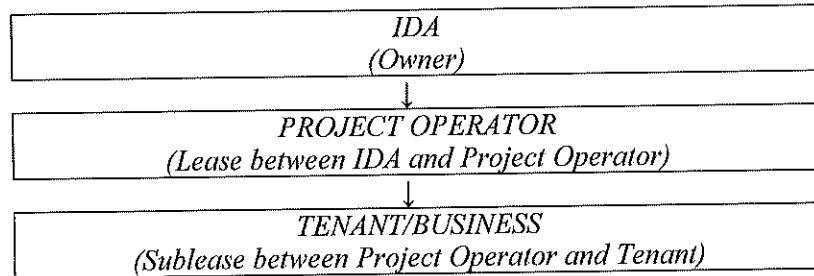 IDA
(Owner)
↓
PROJECT OPERATOR
(Lease between IDA and Project Operator)
↓
TENANT/BUSINESS
(Sublease between Project Operator and Tenant)